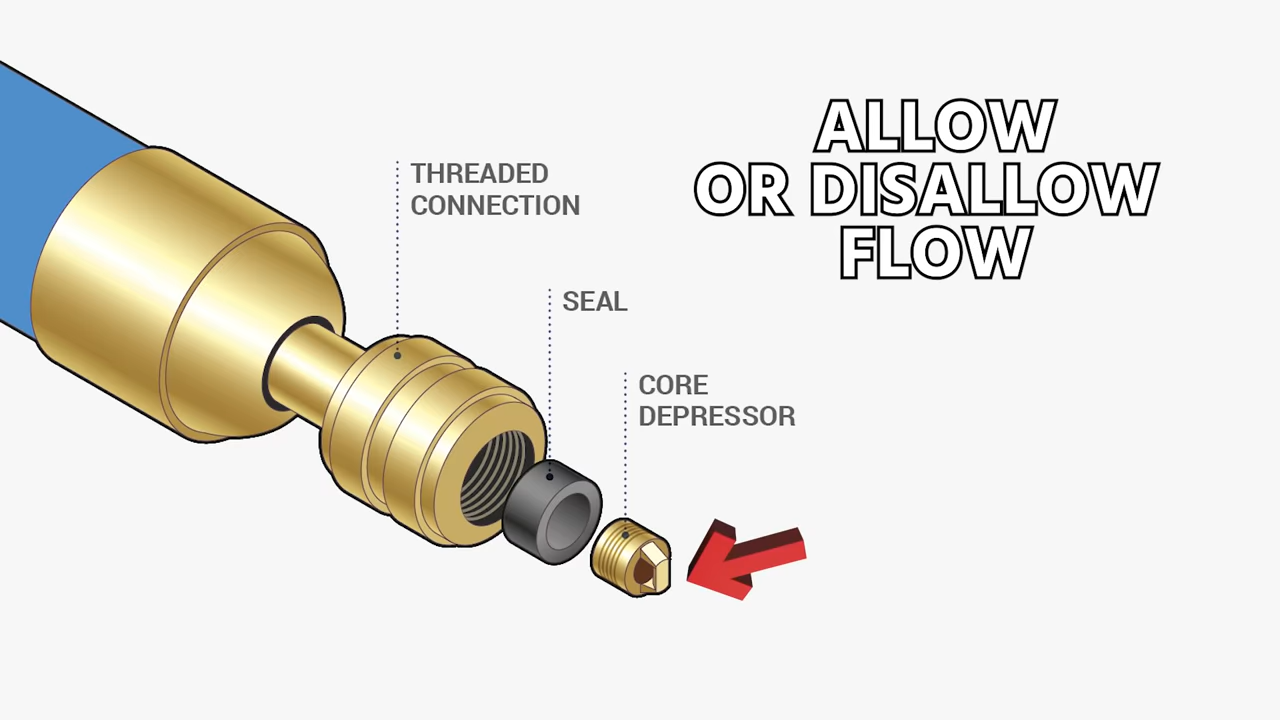 ALLOW
OR DISALLOW
FLOW
THREADED
CONNECTION
SEAL
CORE
DEPRESSOR